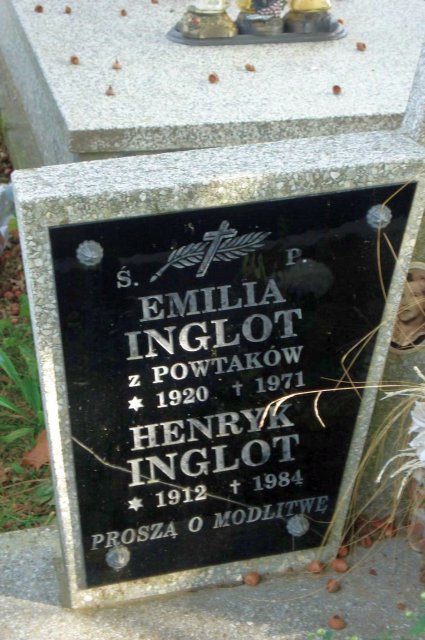 Ś. P.
EMILIA
INGLOT
z POWTAKÓW
* 1920 † 1971
HENRYK
INGLOT
* 1912 † 1984
PROSZĄ O MODLITWĘ